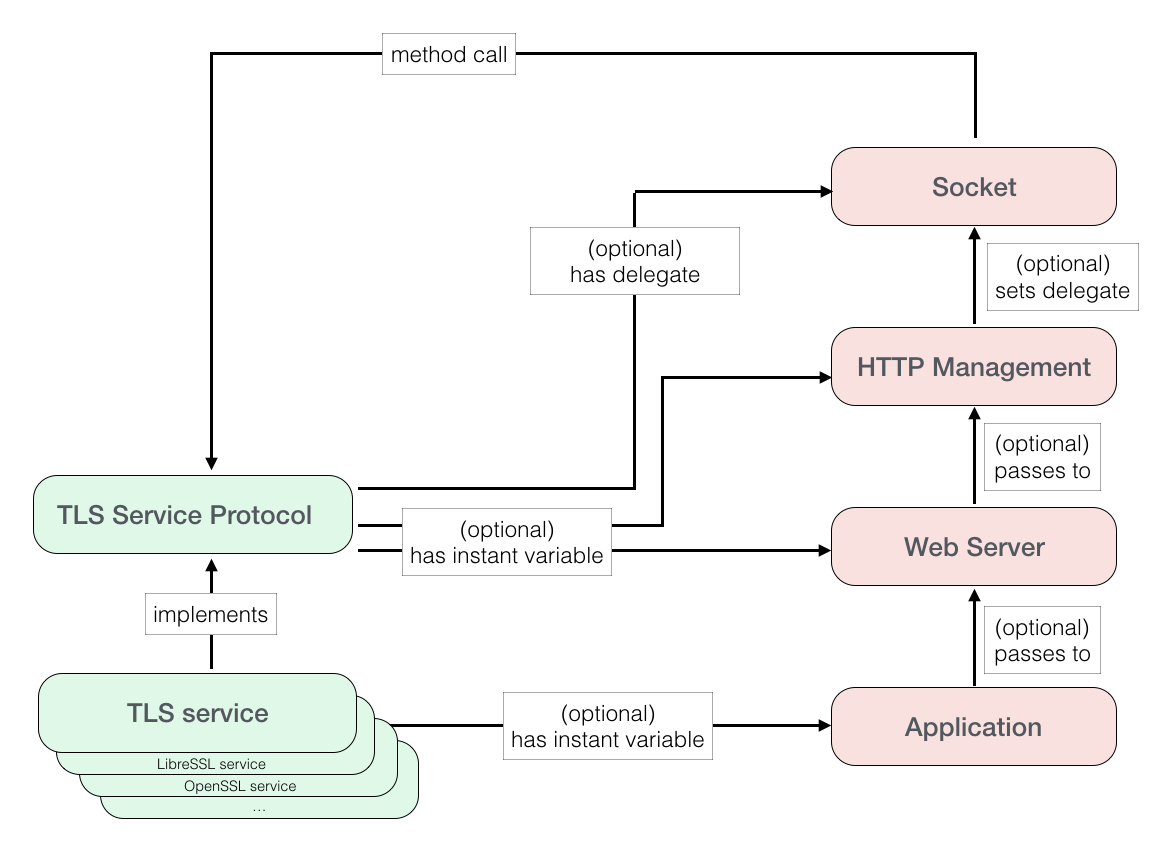 method call
Socket
(optional)
has delegate
(optional)
sets delegate
HTTP Management
(optional)
passes to
TLS Service Protocol
(optional)
has instant variable
Web Server
implements
(optional)
passes to
TLS service
(optional)
has instant variable
Application
LibreSSL service
OpenSSL service
...